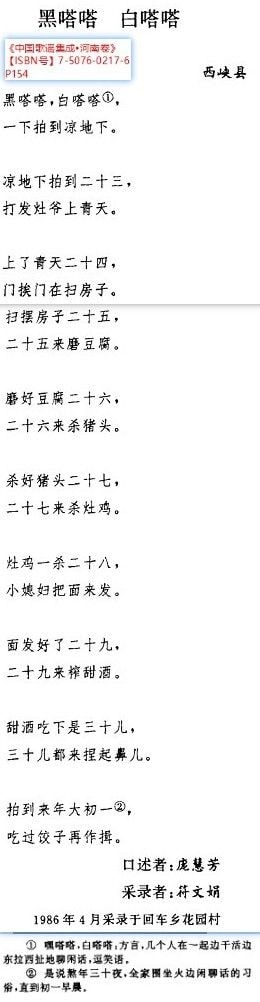 黑嗒嗒　白嗒嗒
《中国歌谣集成•河南卷》
【ISBN号】7-5076-0217-6
P154
西峡县
黑嗒嗒，白嗒嗒①，
一下拍到凉地下。
凉地下拍到二十三，
打发灶爷上青天。
上了青天二十四，
门挨门在扫房子。
扫摆房子二十五，
二十五来磨豆腐。
磨好豆腐二十六，
二十六来杀猪头。
杀好猪头二十七，
二十七来杀灶鸡。
灶鸡一杀二十八，
小媳妇把面来发。
面发好了二十九，
二十九来榨甜酒。
甜酒吃下是三十儿，
三十儿都来捏起鼻儿。
拍到来年大初一②，
吃过饺子再作揖。
口述者：庞慧芳
采录者：符文娟
1986年4月采录于回车乡花园村
① 嘿嗒嗒，白嗒嗒：方言，几个人在一起边干活边
东拉西扯地聊闲话，逗笑语。
② 是说熬年三十夜，全家围坐火边闲聊话的习
俗，直到初一早晨。